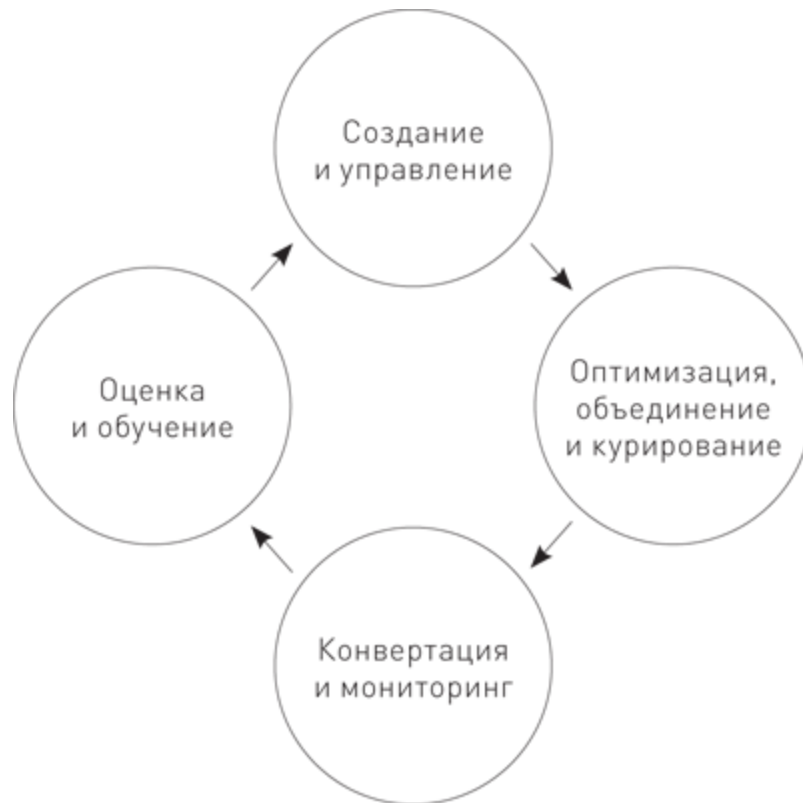 Создание
и управление
Оптимизация,
объединение
и курирование
Конвертация
и мониторинг
Оценка
и обучение